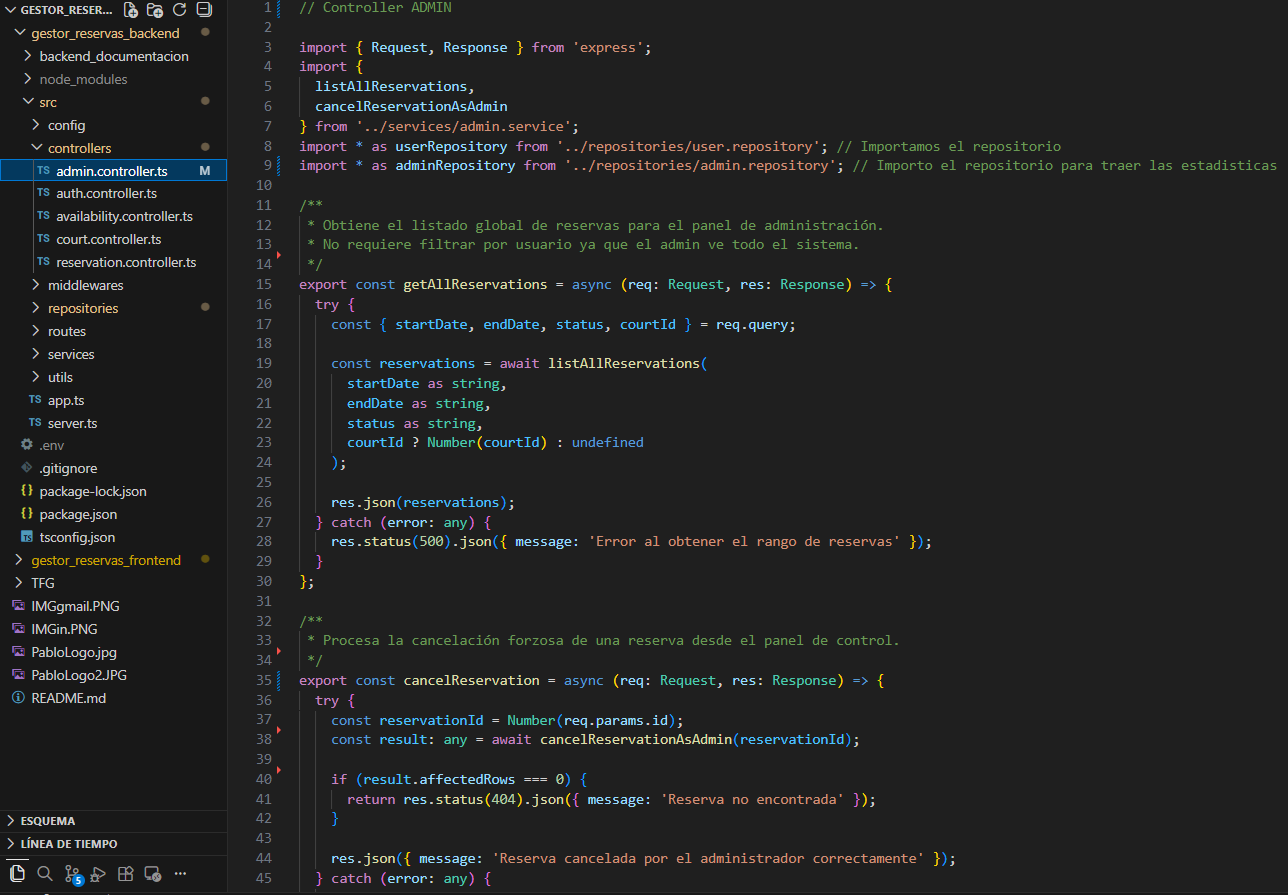 GESTOR_RESER...
gestor_reservas_backend
backend_documentacion
node_modules
src
config
controllers
TS admin.controller.ts M
TS auth.controller.ts
TS availability.controller.ts
TS court.controller.ts
TS reservation.controller.ts
middlewares
repositories
routes
services
utils
TS app.ts
TS server.ts
.env
.gitignore
{} package-lock.json
{} package.json
TS tsconfig.json
gestor_reservas_frontend
TFG
IMGgmail.PNG
IMGin.PNG
PabloLogo.jpg
PabloLogo2.JPG
README.md
ESQUEMA
LÍNEA DE TIEMPO
5
1 // Controller ADMIN
2
3 import { Request, Response } from 'express';
4 import {
5 listAllReservations,
6 cancelReservationAsAdmin
7 } from '../services/admin.service';
8 import * as userRepository from '../repositories/user.repository'; // Importamos el repositorio
9 import * as adminRepository from '../repositories/admin.repository'; // Importo el repositorio para traer las estadisticas
10
11 /**
12 * Obtiene el listado global de reservas para el panel de administración.
13 * No requiere filtrar por usuario ya que el admin ve todo el sistema.
14 */
15 export const getAllReservations = async (req: Request, res: Response) => {
16 try {
17 const { startDate, endDate, status, courtId } = req.query;
18
19 const reservations = await listAllReservations(
20 startDate as string,
21 endDate as string,
22 status as string,
23 courtId ? Number(courtId) : undefined
24 );
25
26 res.json(reservations);
27 } catch (error: any) {
28 res.status(500).json({ message: 'Error al obtener el rango de reservas' });
29 }
30 };
31
32 /**
33 * Procesa la cancelación forzosa de una reserva desde el panel de control.
34 */
35 export const cancelReservation = async (req: Request, res: Response) => {
36 try {
37 const reservationId = Number(req.params.id);
38 const result: any = await cancelReservationAsAdmin(reservationId);
39
40 if (result.affectedRows === 0) {
41 return res.status(404).json({ message: 'Reserva no encontrada' });
42 }
43
44 res.json({ message: 'Reserva cancelada por el administrador correctamente' });
45 } catch (error: any) {